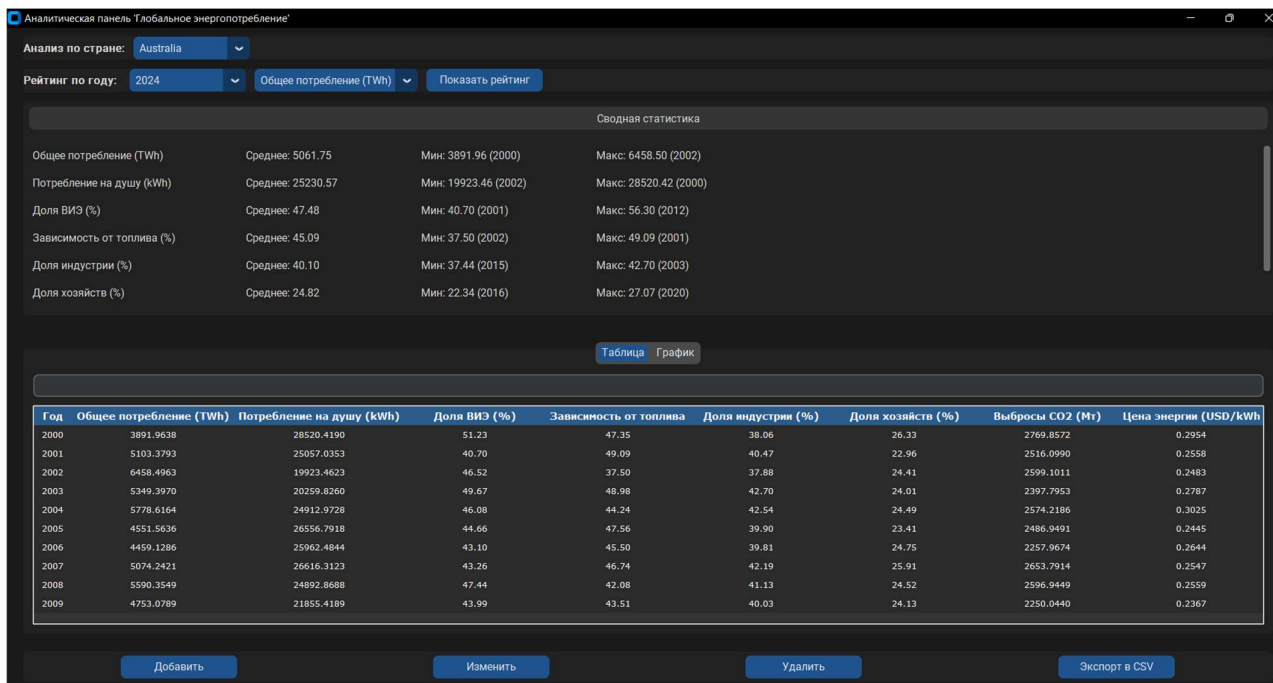 Аналитическая панель 'Глобальное энергопотребление'
Анализ по стране: Australia
Рейтинг по году: 2024 Общее потребление (TWh) Показать рейтинг
Сводная статистика
Общее потребление (TWh) Среднее: 5061.75 Мин: 3891.96 (2000) Макс: 6458.50 (2002)
Потребление на душу (kWh) Среднее: 25230.57 Мин: 19923.46 (2002) Макс: 28520.42 (2000)
Доля ВИЭ (%) Среднее: 47.48 Мин: 40.70 (2001) Макс: 56.30 (2012)
Зависимость от топлива (%) Среднее: 45.09 Мин: 37.50 (2002) Макс: 49.09 (2001)
Доля индустрии (%) Среднее: 40.10 Мин: 37.44 (2015) Макс: 42.70 (2003)
Доля хозяйств (%) Среднее: 24.82 Мин: 22.34 (2016) Макс: 27.07 (2020)
Таблица График
Год Общее потребление (TWh) Потребление на душу (kWh) Доля ВИЭ (%) Зависимость от топлива Доля индустрии (%) Доля хозяйств (%) Выбросы CO2 (Мт) Цена энергии (USD/kWh
2000 3891.9638 28520.4190 51.23 47.35 38.06 26.33 2769.8572 0.2954
2001 5103.3793 25057.0353 40.70 49.09 40.47 22.96 2516.0990 0.2558
2002 6458.4963 19923.4623 46.52 37.50 37.88 24.41 2599.1011 0.2483
2003 5349.3970 20259.8260 49.67 48.98 42.70 24.01 2397.7953 0.2787
2004 5778.6164 24912.9728 46.08 44.24 42.54 24.49 2574.2186 0.3025
2005 4551.5636 26556.7918 44.66 47.56 39.90 23.41 2486.9491 0.2445
2006 4459.1286 25962.4844 43.10 45.50 39.81 24.75 2257.9674 0.2644
2007 5074.2421 26616.3123 43.26 46.74 42.19 25.91 2653.7914 0.2547
2008 5590.3549 24892.8688 47.44 42.08 41.13 24.52 2596.9449 0.2559
2009 4753.0789 21855.4189 43.99 43.51 40.03 24.13 2250.0440 0.2367
Добавить Изменить Удалить Экспорт в CSV